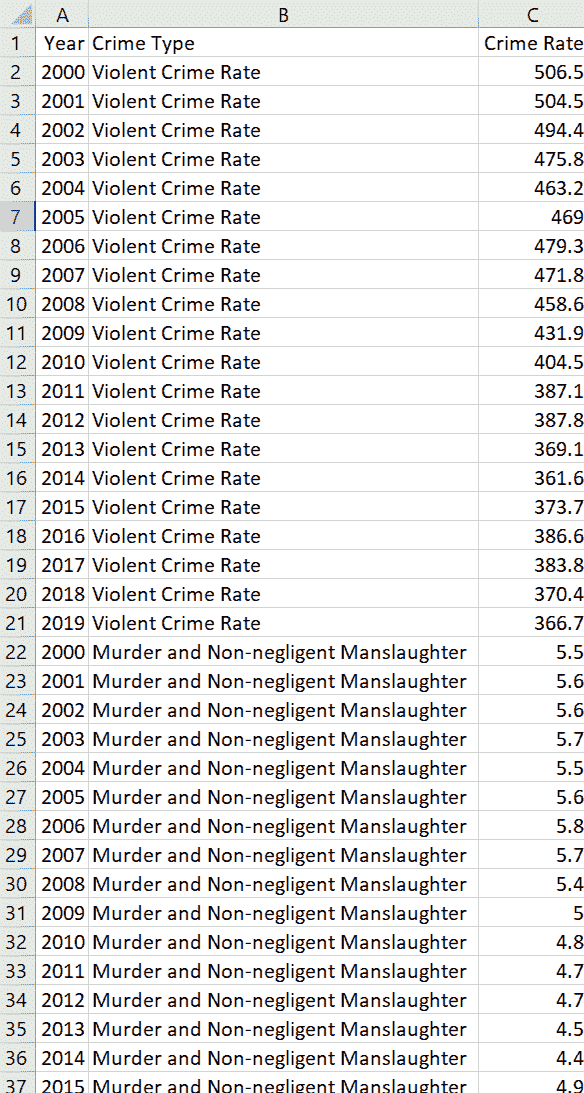 A B C
1 Year Crime Type Crime Rate
2 2000 Violent Crime Rate 506.5
3 2001 Violent Crime Rate 504.5
4 2002 Violent Crime Rate 494.4
5 2003 Violent Crime Rate 475.8
6 2004 Violent Crime Rate 463.2
7 2005 Violent Crime Rate 469
8 2006 Violent Crime Rate 479.3
9 2007 Violent Crime Rate 471.8
10 2008 Violent Crime Rate 458.6
11 2009 Violent Crime Rate 431.9
12 2010 Violent Crime Rate 404.5
13 2011 Violent Crime Rate 387.1
14 2012 Violent Crime Rate 387.8
15 2013 Violent Crime Rate 369.1
16 2014 Violent Crime Rate 361.6
17 2015 Violent Crime Rate 373.7
18 2016 Violent Crime Rate 386.6
19 2017 Violent Crime Rate 383.8
20 2018 Violent Crime Rate 370.4
21 2019 Violent Crime Rate 366.7
22 2000 Murder and Non-negligent Manslaughter 5.5
23 2001 Murder and Non-negligent Manslaughter 5.6
24 2002 Murder and Non-negligent Manslaughter 5.6
25 2003 Murder and Non-negligent Manslaughter 5.7
26 2004 Murder and Non-negligent Manslaughter 5.5
27 2005 Murder and Non-negligent Manslaughter 5.6
28 2006 Murder and Non-negligent Manslaughter 5.8
29 2007 Murder and Non-negligent Manslaughter 5.7
30 2008 Murder and Non-negligent Manslaughter 5.4
31 2009 Murder and Non-negligent Manslaughter 5
32 2010 Murder and Non-negligent Manslaughter 4.8
33 2011 Murder and Non-negligent Manslaughter 4.7
34 2012 Murder and Non-negligent Manslaughter 4.7
35 2013 Murder and Non-negligent Manslaughter 4.5
36 2014 Murder and Non-negligent Manslaughter 4.4
37 2015 Murder and Non-negligent Manslaughter 4.9